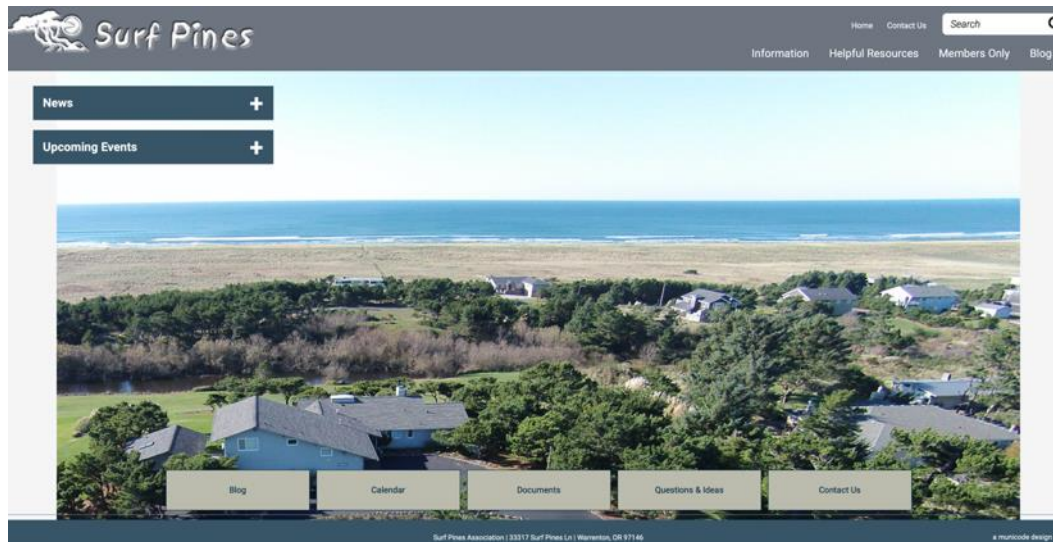 Surf Pines
Home Contact Us Search
Information Helpful Resources Members Only Blog
News
Upcoming Events
Blog Calendar Documents Questions & Ideas Contact Us
Surf Pines Association | 33317 Surf Pines Ln | Warrenton, OR 97146
a municode design